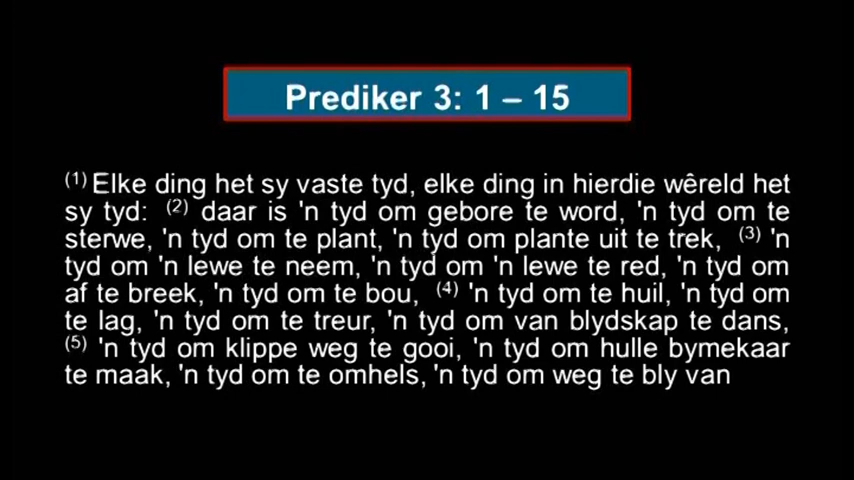 Prediker 3: 1 – 15
(1) Elke ding het sy vaste tyd, elke ding in hierdie wêreld het
sy tyd: (2) daar is 'n tyd om gebore te word, 'n tyd om te
sterwe, 'n tyd om te plant, 'n tyd om plante uit te trek, (3) 'n
tyd om 'n lewe te neem, 'n tyd om 'n lewe te red, 'n tyd om
af te breek, 'n tyd om te bou, (4) 'n tyd om te huil, 'n tyd om
te lag, 'n tyd om te treur, 'n tyd om van blydskap te dans,
(5) 'n tyd om klippe weg te gooi, 'n tyd om hulle bymekaar
te maak, 'n tyd om te omhels, 'n tyd om weg te bly van